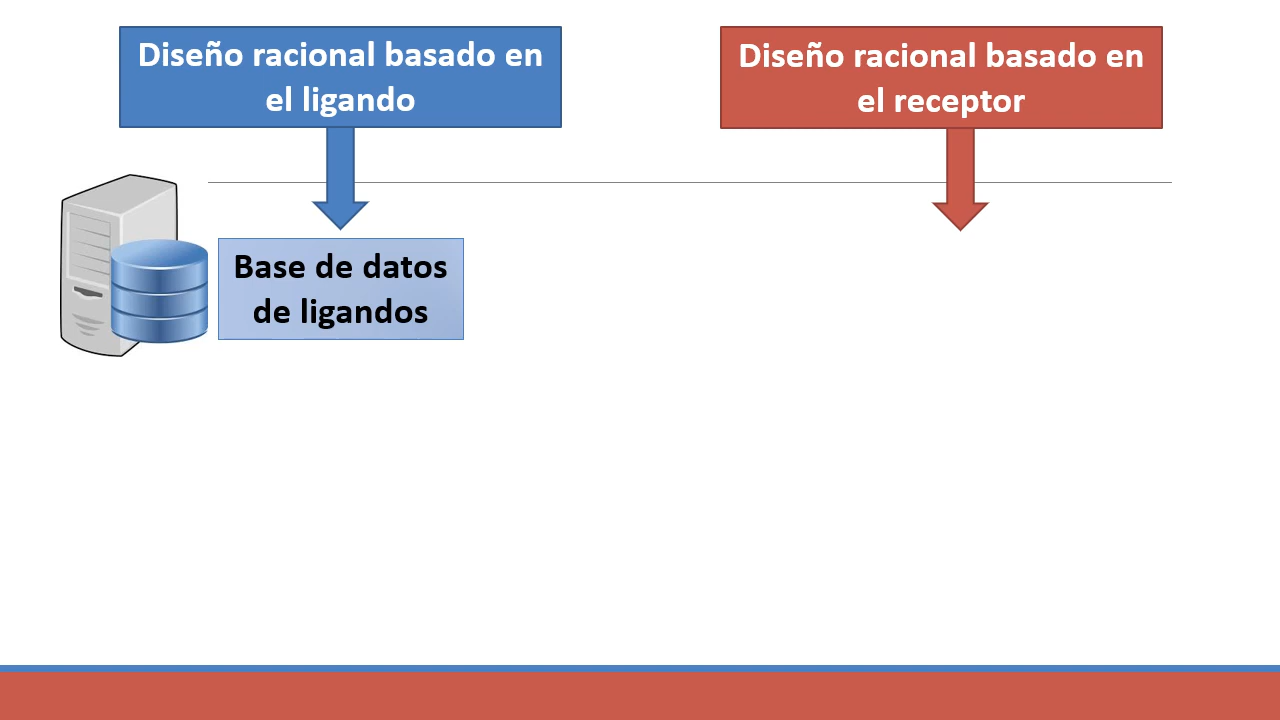 Diseño racional basado en
el ligando
Diseño racional basado en
el receptor
Base de datos
de ligandos